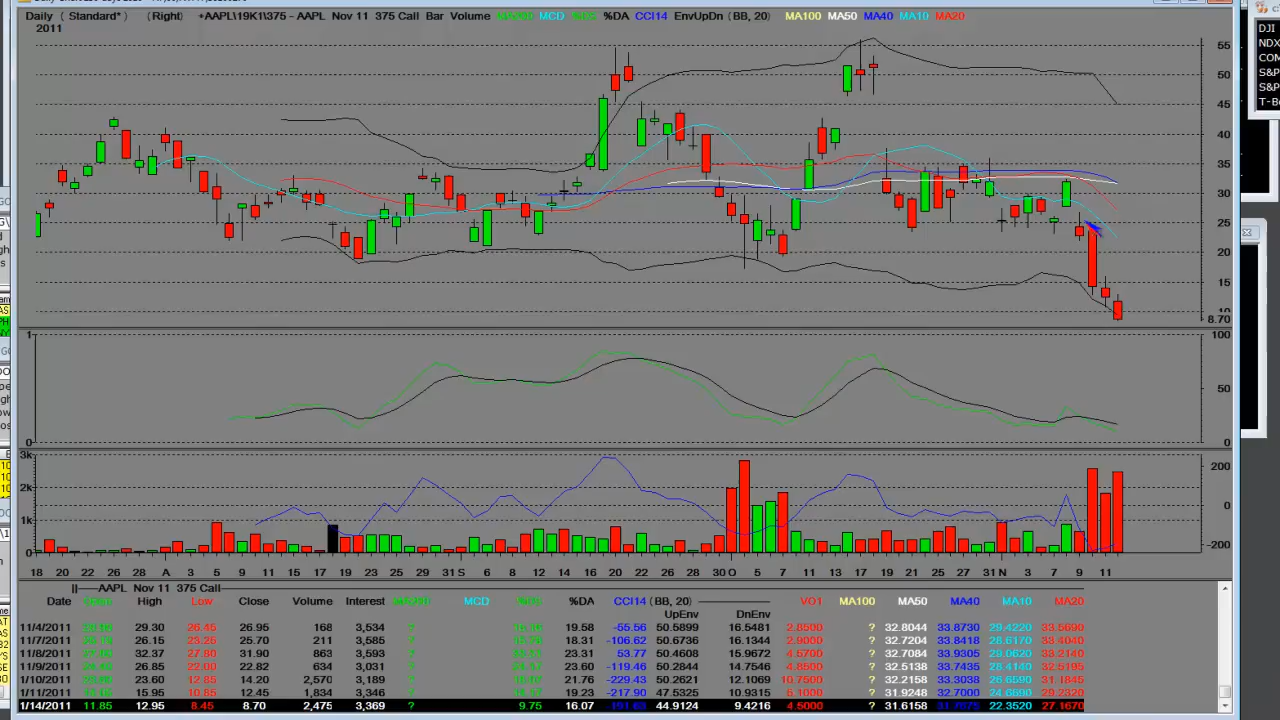 Daily ( Standard* ) (Right) +AAPL\19K1\375 - AAPL Nov 11 375 Call Bar Volume MA200 MCD %DS %DA CCI14 EnvUpDn (BB, 20) MA100 MA50 MA40 MA10 MA20
2011
55
50
45
40
35
30
25
20
15
10
8.70
1 100
50
0 0
3k 200
2k
1k 0
0 -200
18 20 22 26 28 A 3 5 9 11 15 17 19 23 25 29 31 S 6 8 12 14 16 20 22 26 28 30 O 5 7 11 13 17 19 21 25 27 31 N 3 7 9 11
AAPL Nov 11 375 Call
Date High Low Close Volume Interest MCD %DA CCI14 (BB, 20) VO1 MA100 MA50 MA40 MA10 MA20
UpEnv DnEnv
11/4/2011 29.30 26.45 26.95 168 3,534 ? 19.58 -55.56 50.5899 16.5481 2.8500 ? 32.8044 33.8730 29.4220 33.5690
11/7/2011 26.15 23.25 25.70 211 3,585 ? 18.31 -106.62 50.6736 16.1344 2.9000 ? 32.7204 33.8418 28.6170 33.4040
11/8/2011 32.37 27.80 31.90 863 3,593 ? 23.31 53.77 50.4608 15.9672 4.5700 ? 32.7084 33.9305 29.0620 33.2140
11/9/2011 26.85 22.00 22.82 634 3,031 ? 23.60 -119.46 50.2844 14.7546 4.8500 ? 32.5138 33.7435 28.4140 32.5195
1/10/2011 23.60 12.85 14.20 2,570 3,189 ? 21.76 -229.43 50.2621 12.1060 10.7500 ? 32.2158 33.3038 26.6590 31.1845
1/11/2011 15.95 10.85 12.45 1,834 3,346 ? 19.23 -217.90 47.5325 10.9315 6.1000 ? 31.9248 32.7000 24.6690 29.2320
1/14/2011 11.85 12.95 8.45 8.70 2,475 3,369 ? 9.75 16.07 -191.63 44.9124 9.4216 4.5000 ? 31.6158 31.7075 22.3520 27.1670
DJI
NDX
COM
S&P
S&P